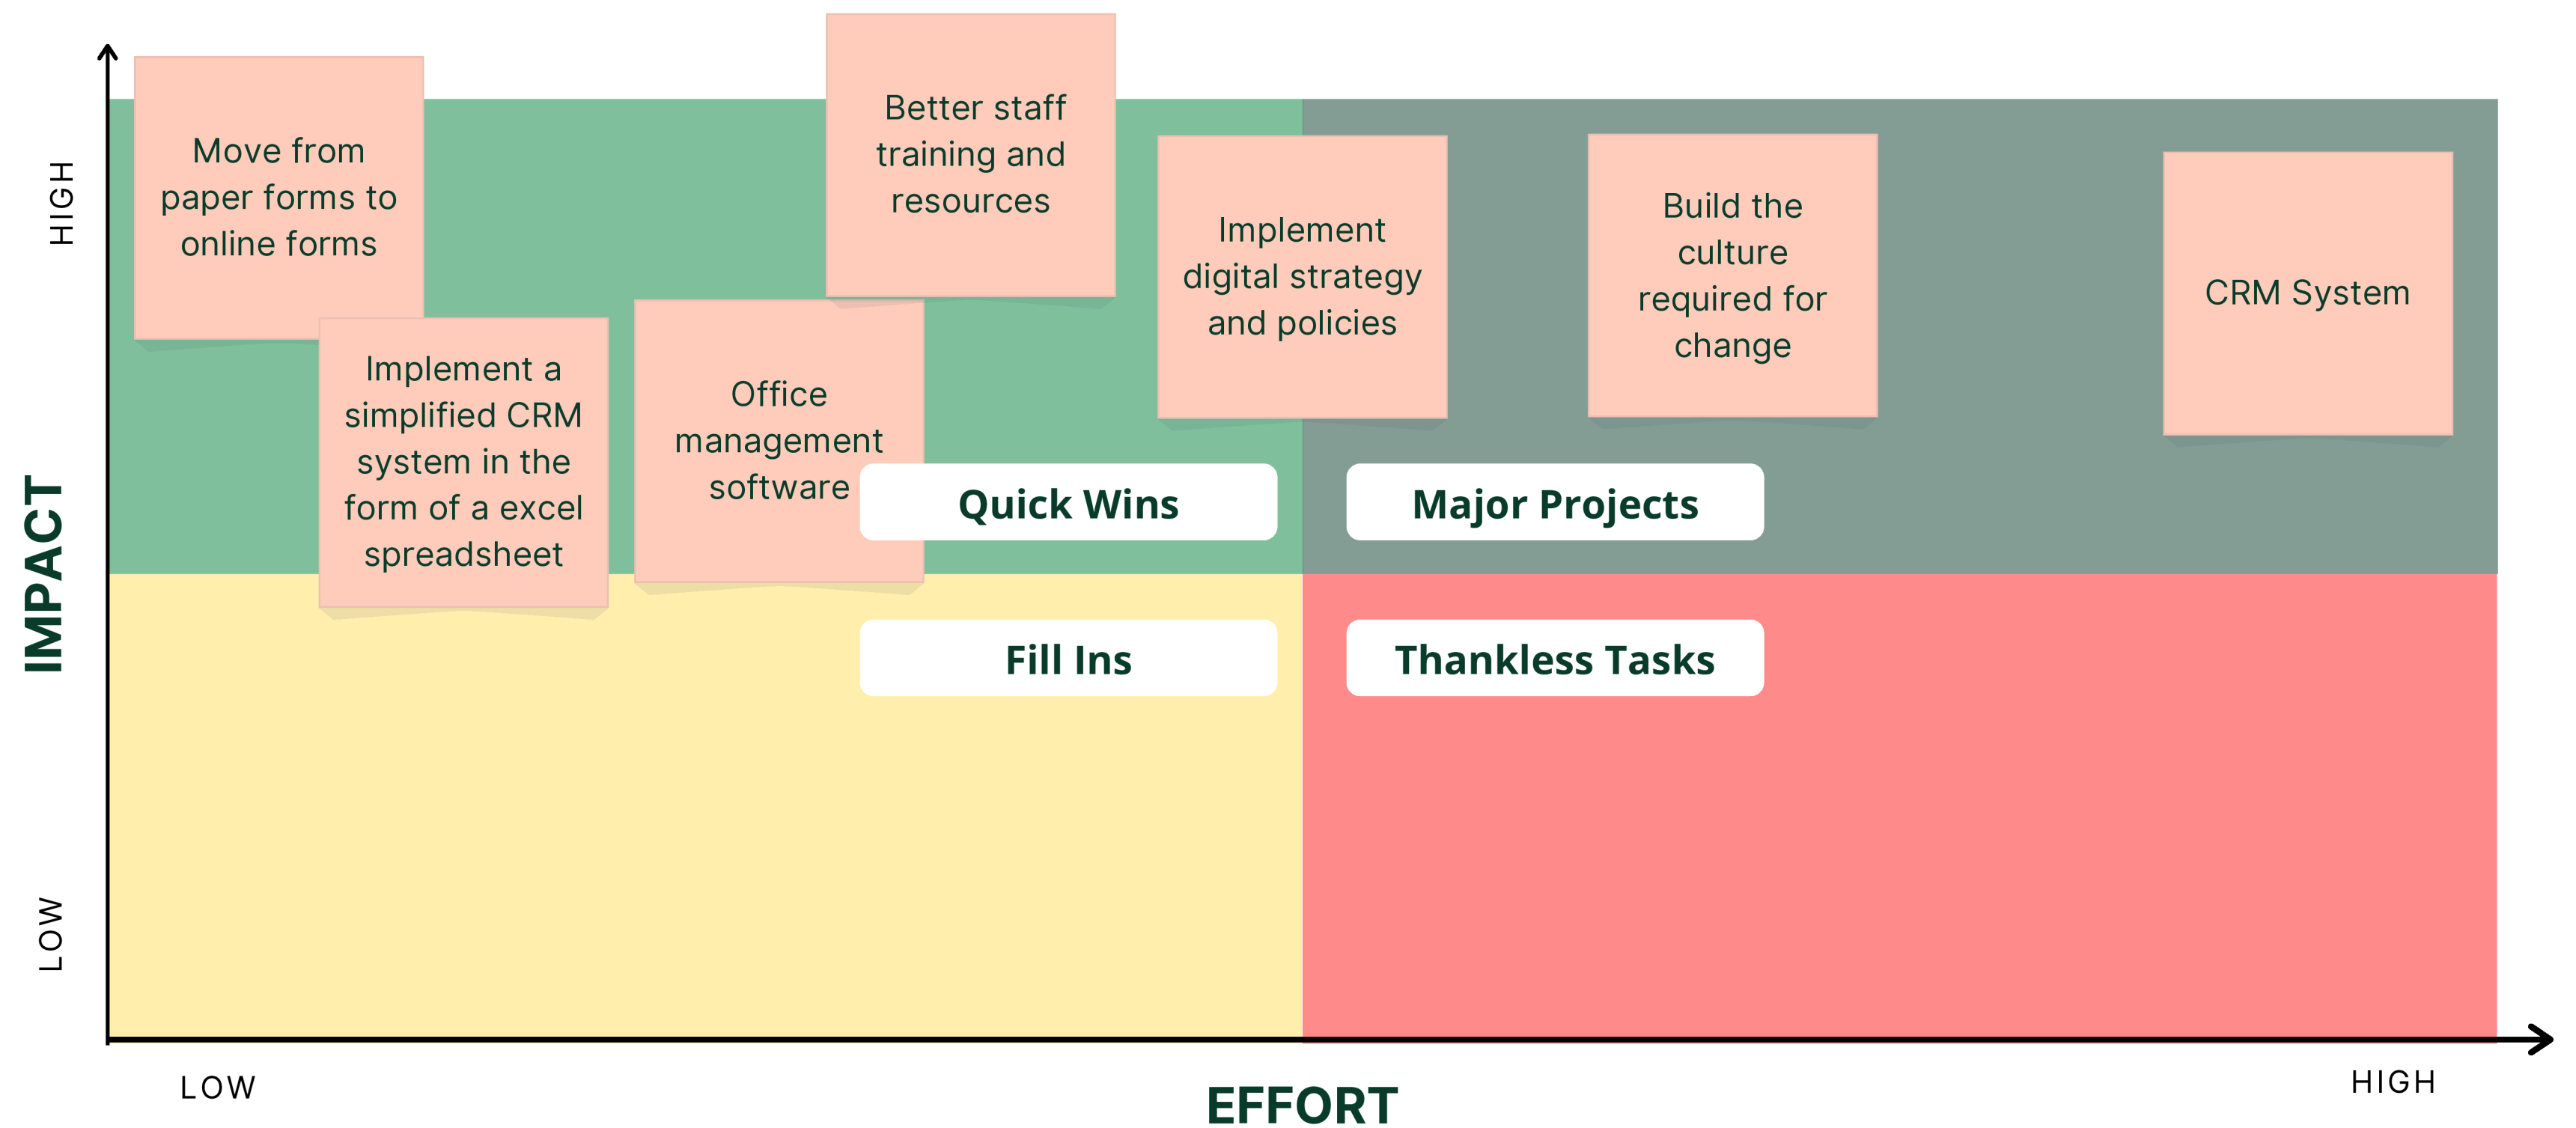 Move from
paper forms to
online forms
Implement a
simplified CRM
system in the
form of a excel
spreadsheet
Office
management
software
Better staff
training and
resources
Implement
digital strategy
and policies
Build the
culture
required for
change
CRM System
Quick Wins
Major Projects
Fill Ins
Thankless Tasks
HIGH
IMPACT
LOW
LOW
EFFORT
HIGH